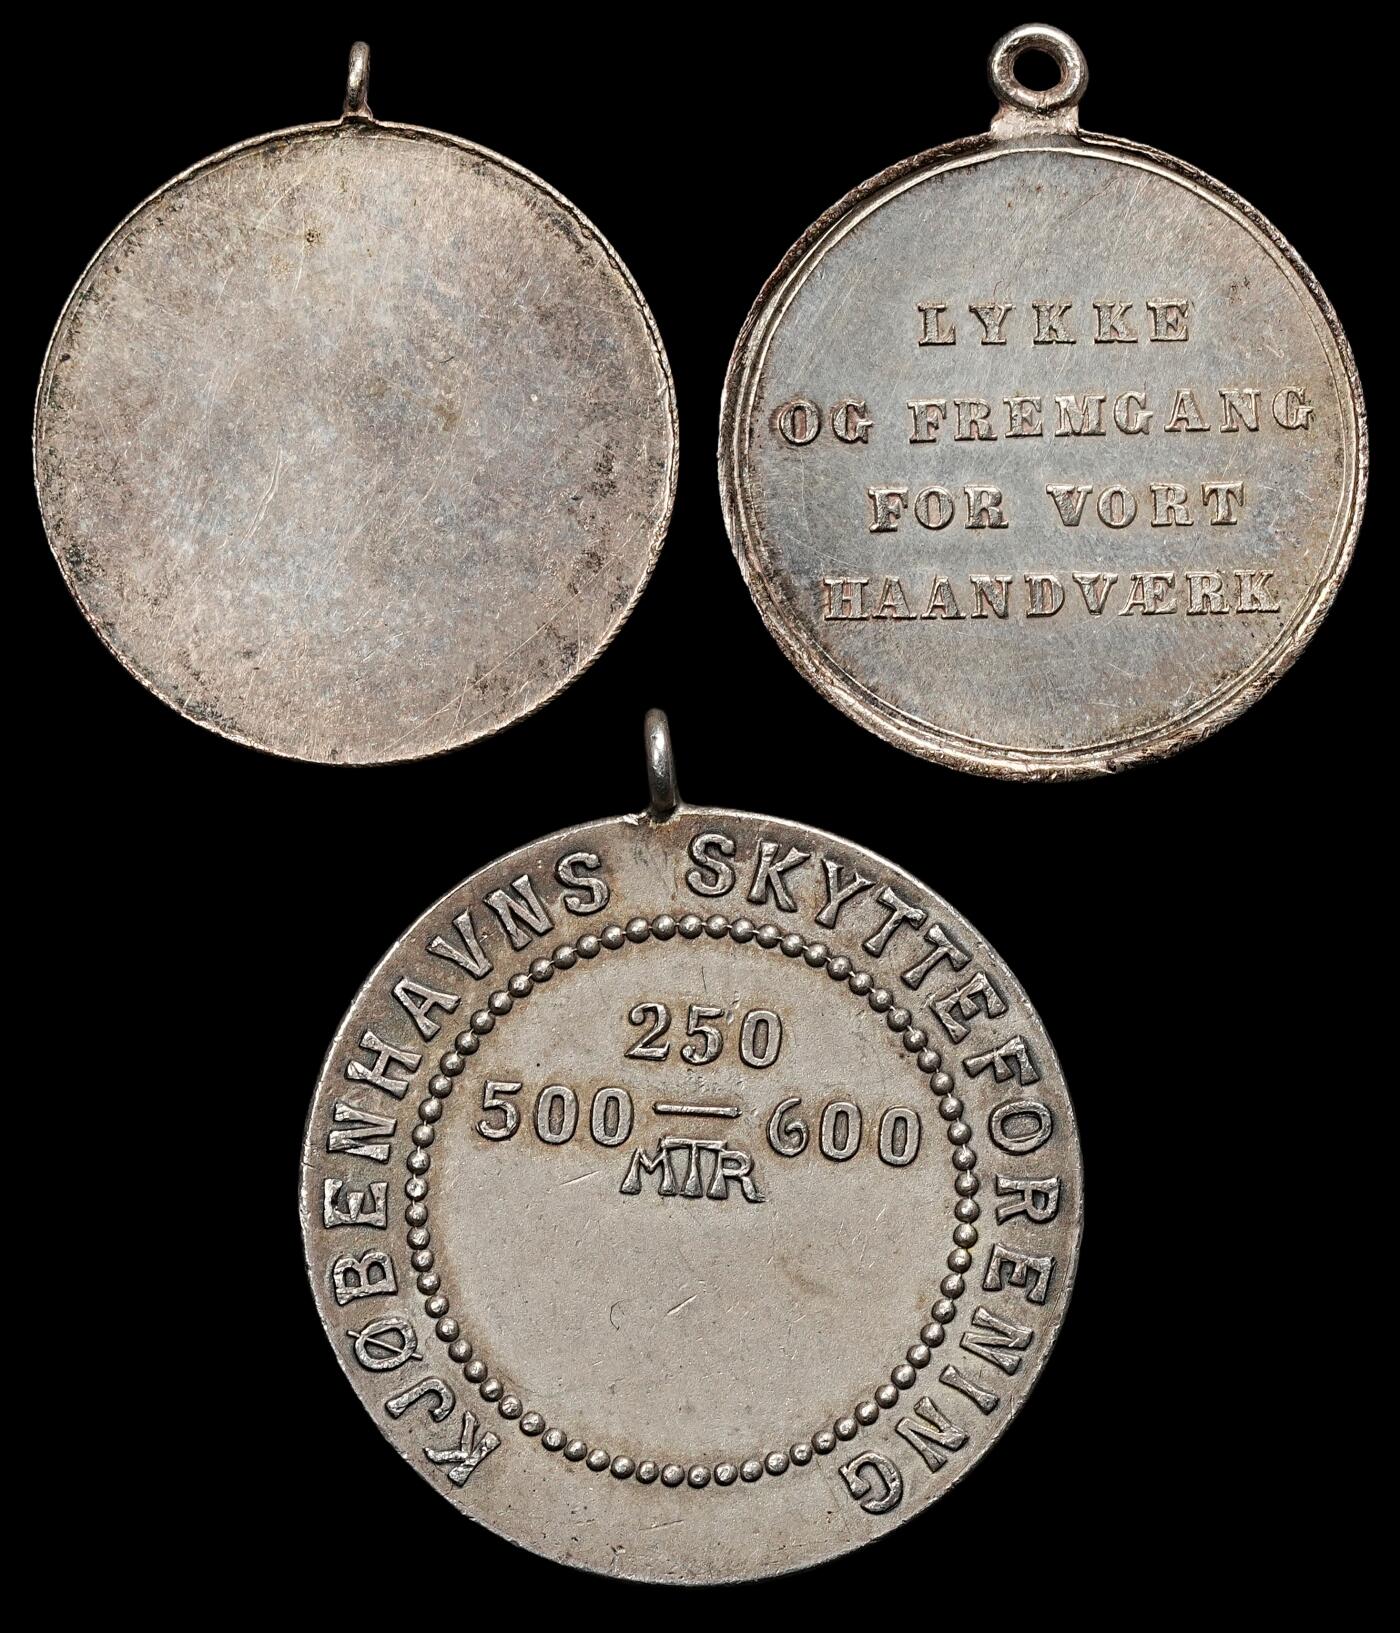 LYKKE
OG FREMGANG
FOR VORT
HAANDVÆRK
KJØBENHAVNS SKYTTEFORENING
250
500 — 600
MTR